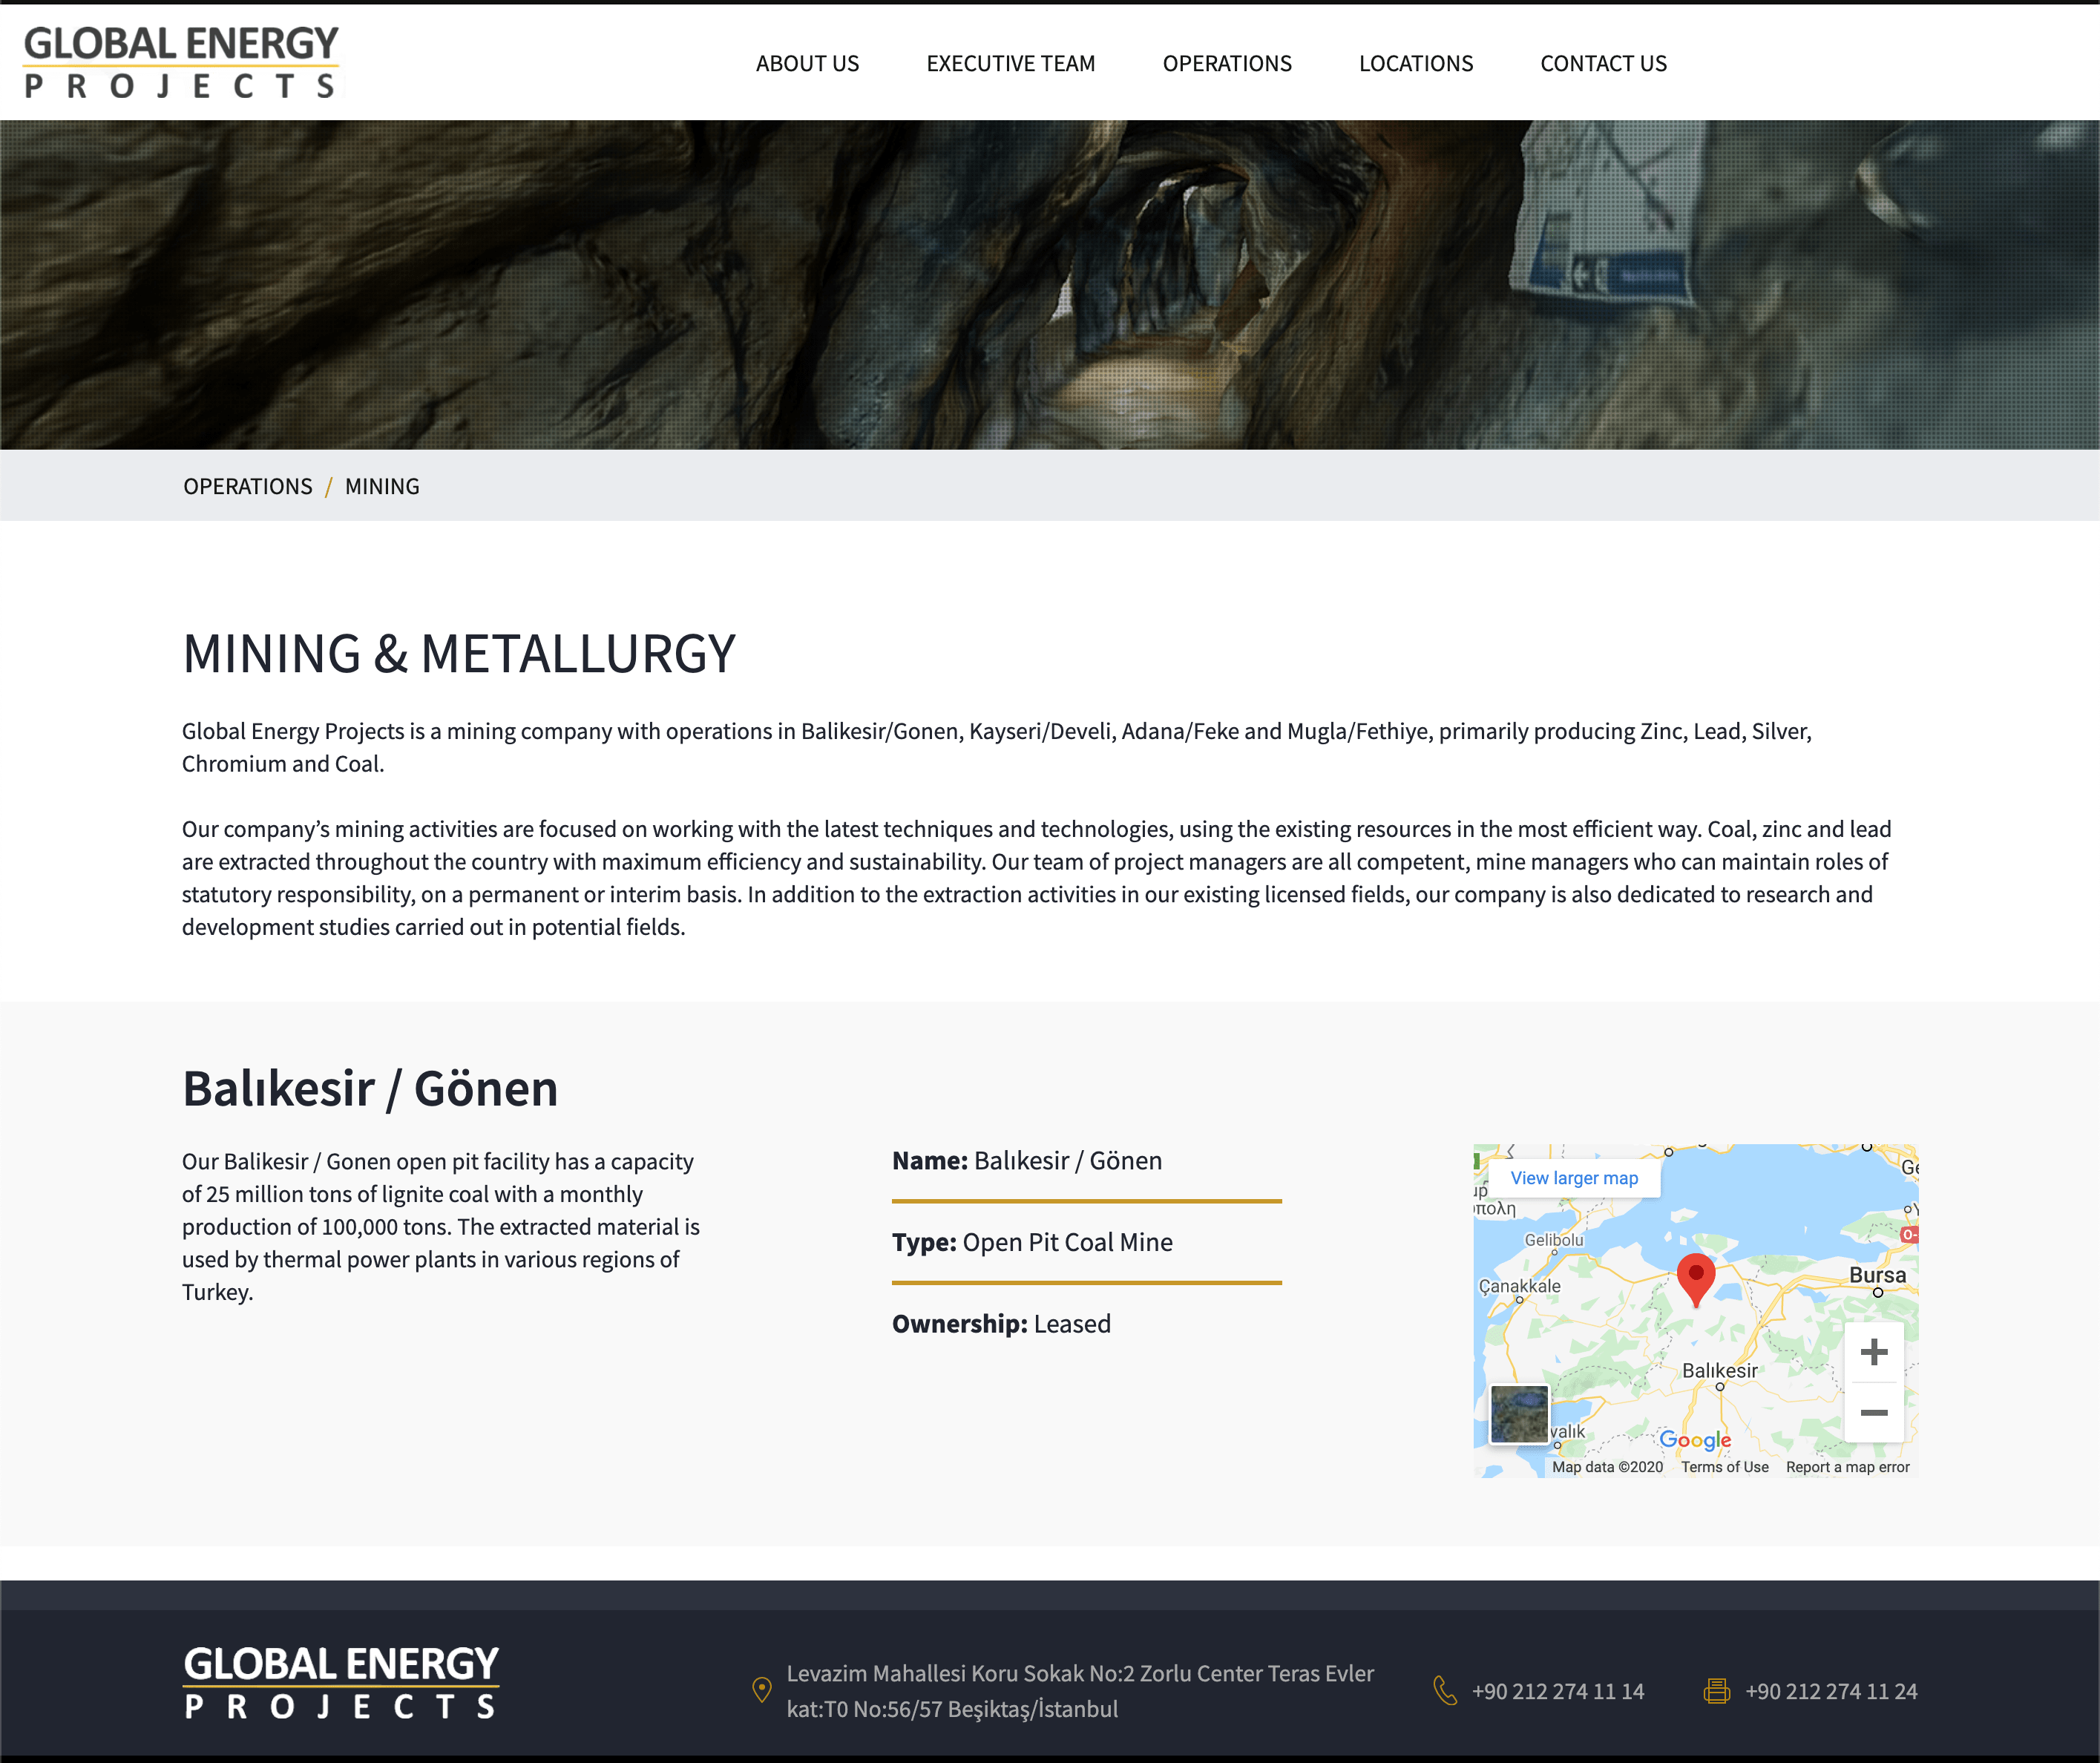 GLOBAL ENERGY
PROJECTS
ABOUT US
EXECUTIVE TEAM
OPERATIONS
LOCATIONS
CONTACT US
OPERATIONS / MINING
MINING & METALLURGY
Global Energy Projects is a mining company with operations in Balikesir/Gonen, Kayseri/Develi, Adana/Feke and Mugla/Fethiye, primarily producing Zinc, Lead, Silver,
Chromium and Coal.
Our company’s mining activities are focused on working with the latest techniques and technologies, using the existing resources in the most efficient way. Coal, zinc and lead
are extracted throughout the country with maximum efficiency and sustainability. Our team of project managers are all competent, mine managers who can maintain roles of
statutory responsibility, on a permanent or interim basis. In addition to the extraction activities in our existing licensed fields, our company is also dedicated to research and
development studies carried out in potential fields.
Balıkesir / Gönen
Our Balikesir / Gonen open pit facility has a capacity
of 25 million tons of lignite coal with a monthly
production of 100,000 tons. The extracted material is
used by thermal power plants in various regions of
Turkey.
Name: Balıkesir / Gönen
Type: Open Pit Coal Mine
Ownership: Leased
View larger map
Gelibolu
Çanakkale
Bursa
Balıkesir
valık
Google
Map data ©2020
Terms of Use
Report a map error
GLOBAL ENERGY
PROJECTS
Levazim Mahallesi Koru Sokak No:2 Zorlu Center Teras Evler
kat:T0 No:56/57 Beşiktaş/İstanbul
+90 212 274 11 14
+90 212 274 11 24